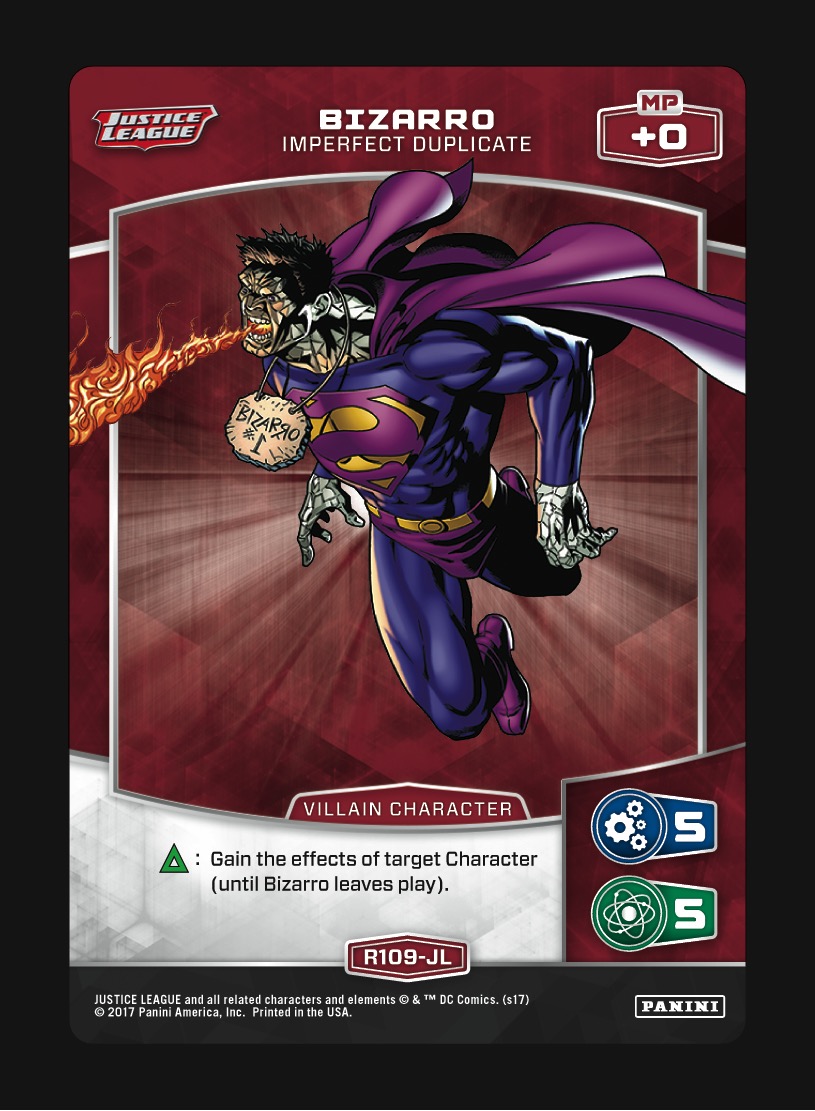 JUSTICE
LEAGUE
BIZARRO
IMPERFECT DUPLICATE
MP
+0
BIZARRO
#1
VILLAIN CHARACTER
: Gain the effects of target Character
(until Bizarro leaves play).
5
5
R109-JL
JUSTICE LEAGUE and all related characters and elements © & ™ DC Comics. (s17)
© 2017 Panini America, Inc. Printed in the USA.
PANINI